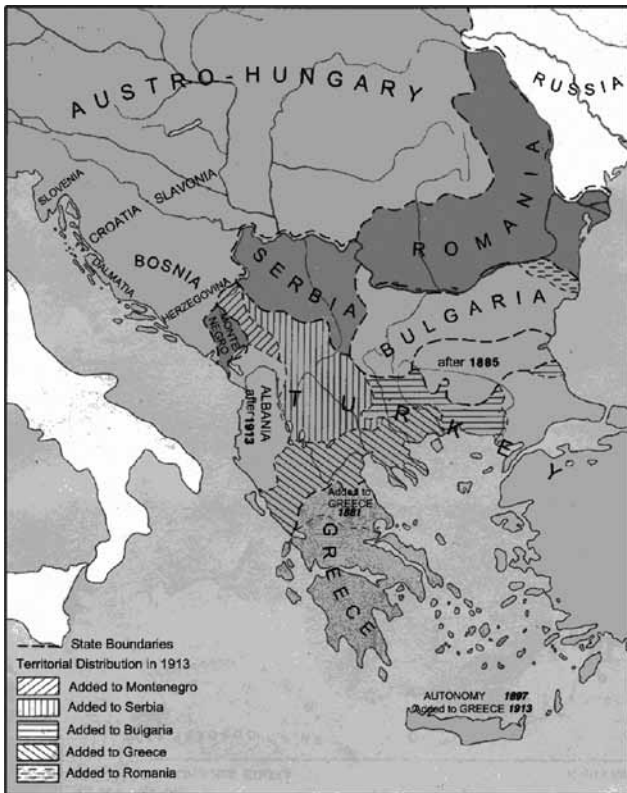 AUSTRO-HUNGARY
RUSSIA
SLOVENIA
CROATIA
SLAVONIA
DALMATIA
BOSNIA
HERZEGOVINA
SERBIA
ROMANIA
MONTE
NEGRO
BULGARIA
after 1885
ALBANIA
after 1913
TURKEY
Added to
GREECE
1881
GREECE
AUTONOMY 1897
Added to GREECE 1913
State Boundaries
Territorial Distribution in 1913
Added to Montenegro
Added to Serbia
Added to Bulgaria
Added to Greece
Added to Romania